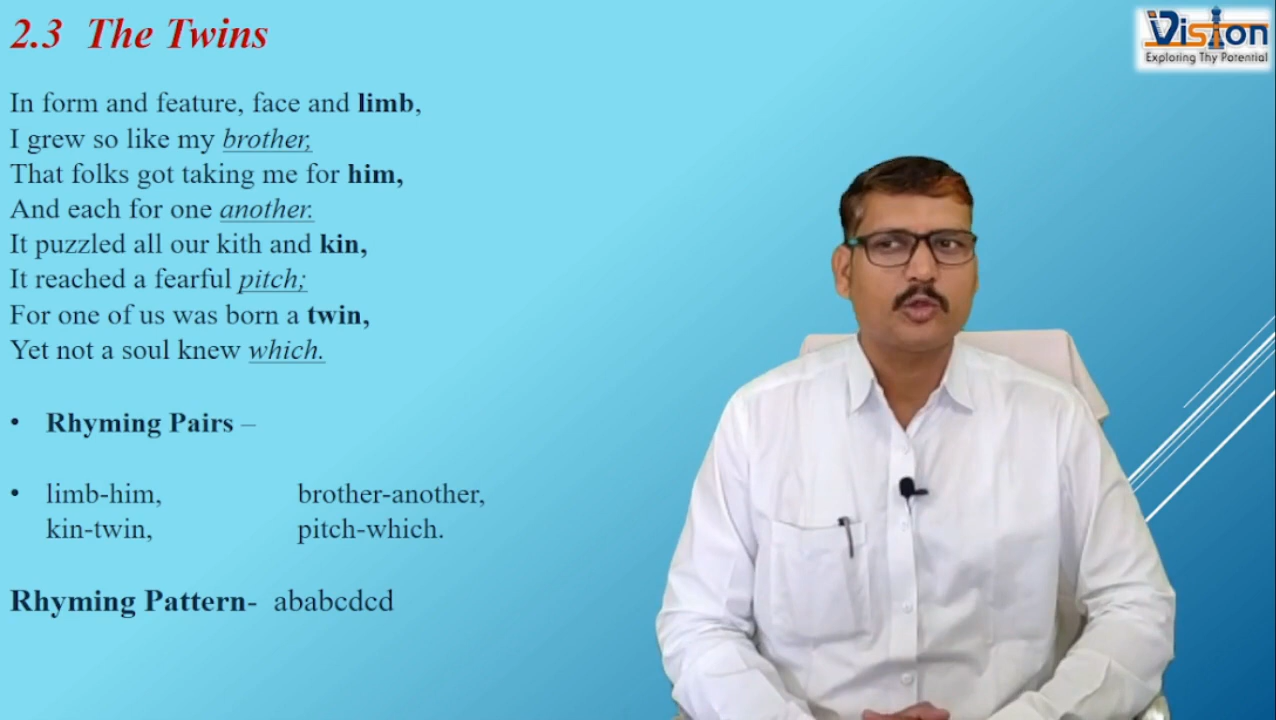 2.3 The Twins
Vision
Exploring Thy Potential
In form and feature, face and limb,
I grew so like my brother,
That folks got taking me for him,
And each for one another.
It puzzled all our kith and kin,
It reached a fearful pitch;
For one of us was born a twin,
Yet not a soul knew which.
• Rhyming Pairs –
• limb-him, brother-another,
kin-twin, pitch-which.
Rhyming Pattern- ababcdcd